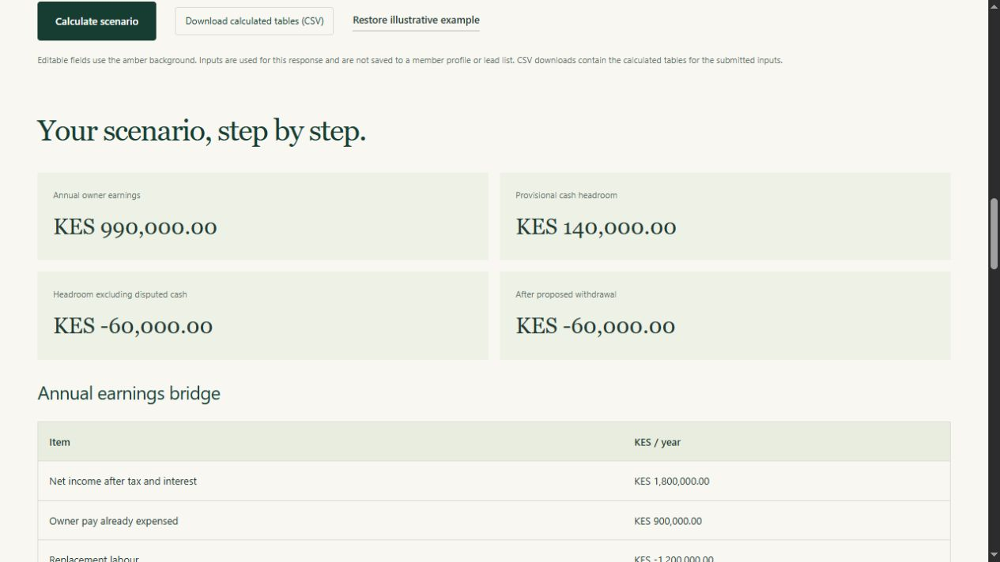 Calculate scenario
Download calculated tables (CSV)
Restore illustrative example
Editable fields use the amber background. Inputs are used for this response and are not saved to a member profile or lead list. CSV downloads contain the calculated tables for the submitted inputs.
Your scenario, step by step.
Annual owner earnings
KES 990,000.00
Provisional cash headroom
KES 140,000.00
Headroom excluding disputed cash
KES -60,000.00
After proposed withdrawal
KES -60,000.00
Annual earnings bridge
Item KES / year
Net income after tax and interest KES 1,800,000.00
Owner pay already expensed KES 900,000.00
Replacement labour KES -1,200,000.00